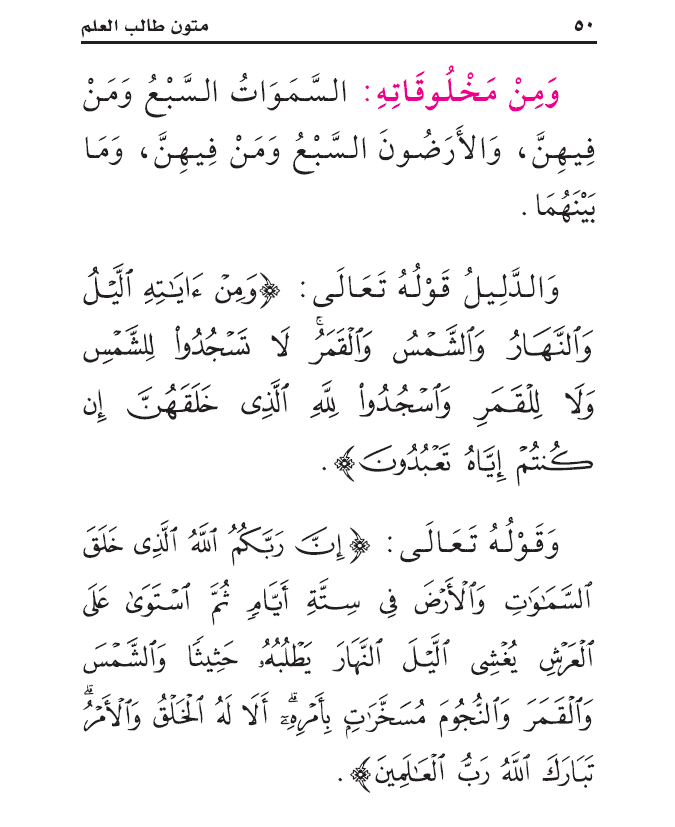 ٥٠ متون طالب العلم
وَمِنْ مَخْلُوقَاتِهِ: السَّمَوَاتُ السَّبْعُ وَمَنْ
فِيهِنَّ، وَالأَرَضُونَ السَّبْعُ وَمَنْ فِيهِنَّ، وَمَا
بَيْنَهُمَا.
وَالدَّلِيلُ قَوْلُهُ تَعَالَى: ﴿وَمِنْ ءَايَٰتِهِ ٱلَّيْلُ
وَٱلنَّهَارُ وَٱلشَّمْسُ وَٱلْقَمَرُۚ لَا تَسْجُدُوا۟ لِلشَّمْسِ
وَلَا لِلْقَمَرِ وَٱسْجُدُوا۟ لِلَّهِ ٱلَّذِى خَلَقَهُنَّ إِن
كُنتُمْ إِيَّاهُ تَعْبُدُونَ﴾.
وَقَوْلُهُ تَعَالَى: ﴿إِنَّ رَبَّكُمُ ٱللَّهُ ٱلَّذِى خَلَقَ
ٱلسَّمَٰوَٰتِ وَٱلْأَرْضَ فِى سِتَّةِ أَيَّامٍ ثُمَّ ٱسْتَوَىٰ عَلَى
ٱلْعَرْشِ يُغْشِى ٱلَّيْلَ ٱلنَّهَارَ يَطْلُبُهُۥ حَثِيثًا وَٱلشَّمْسَ
وَٱلْقَمَرَ وَٱلنُّجُومَ مُسَخَّرَٰتٍۭ بِأَمْرِهِۦٓۗ أَلَا لَهُ ٱلْخَلْقُ وَٱلْأَمْرُۗ
تَبَارَكَ ٱللَّهُ رَبُّ ٱلْعَٰلَمِينَ﴾.